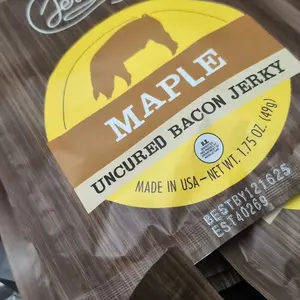 MAPLE
UNCURED BACON JERKY
MADE IN USA–NET WT. 1.75 OZ. (49g)
BESTBY121625
EST40269